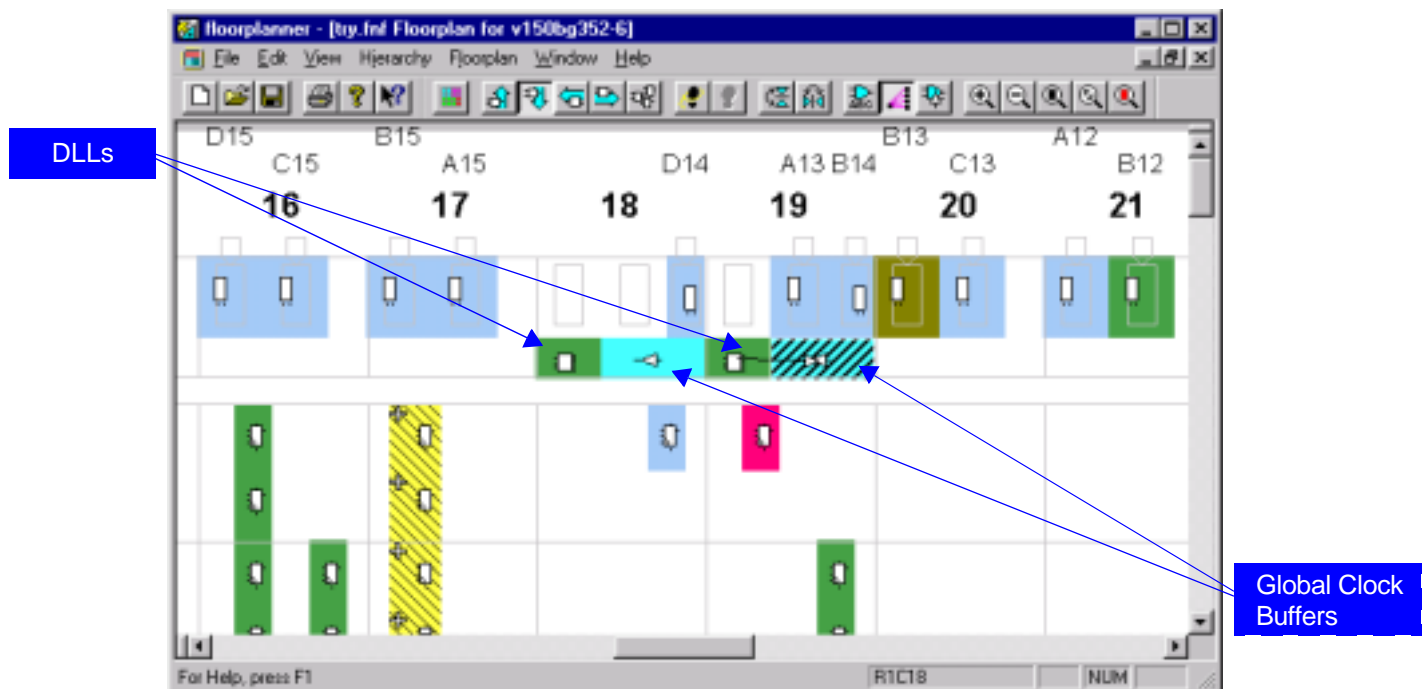 floorplanner - [try.fnf Floorplan for v150bg352-6]
File Edit View Hierarchy Floorplan Window Help
D15 B15 B13 A12
C15 A15 D14 A13 B14 C13 B12
16 17 18 19 20 21
DLLs
Global Clock
Buffers
For Help, press F1 R1C18 NUM